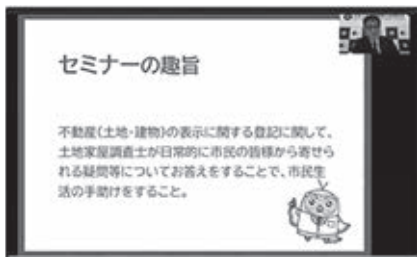 セミナーの趣旨
不動産(土地・建物)の表示に関する登記に関して、
土地家屋調査士が日常的に市民の皆様から寄せら
れる疑問等についてお答えをすることで、市民生
活の手助けをすること。